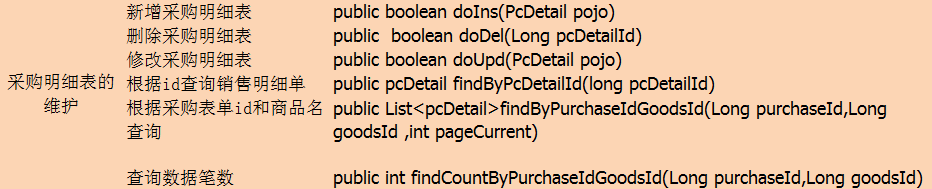 新增采购明细表 public boolean doIns(PcDetail pojo)
删除采购明细表 public  boolean doDel(Long pcDetailId)
修改采购明细表 public boolean doUpd(PcDetail pojo)
采购明细表的
维护
根据id查询销售明细单 public pcDetail findByPcDetailId(long pcDetailId)
根据采购表单id和商品名 public List<pcDetail>findByPurchaseIdGoodsId(Long purchaseId,Long
查询 goodsId ,int pageCurrent)
查询数据笔数 public int findCountByPurchaseIdGoodsId(Long purchaseId,Long goodsId)